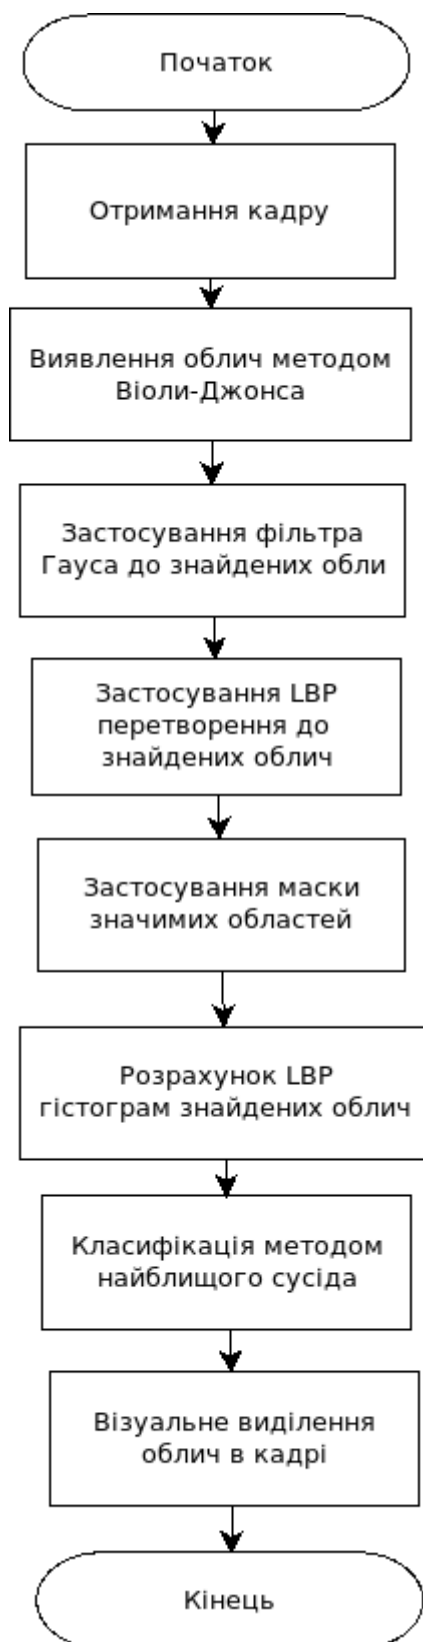 Початок
Отримання кадру
Виявлення облич методом
Віоли-Джонса
Застосування фільтра
Гауса до знайдених обли
Застосування LBP
перетворення до
знайдених облич
Застосування маски
значимих областей
Розрахунок LBP
гістограм знайдених облич
Класифікація методом
найблищого сусіда
Візуальне виділення
облич в кадрі
Кінець